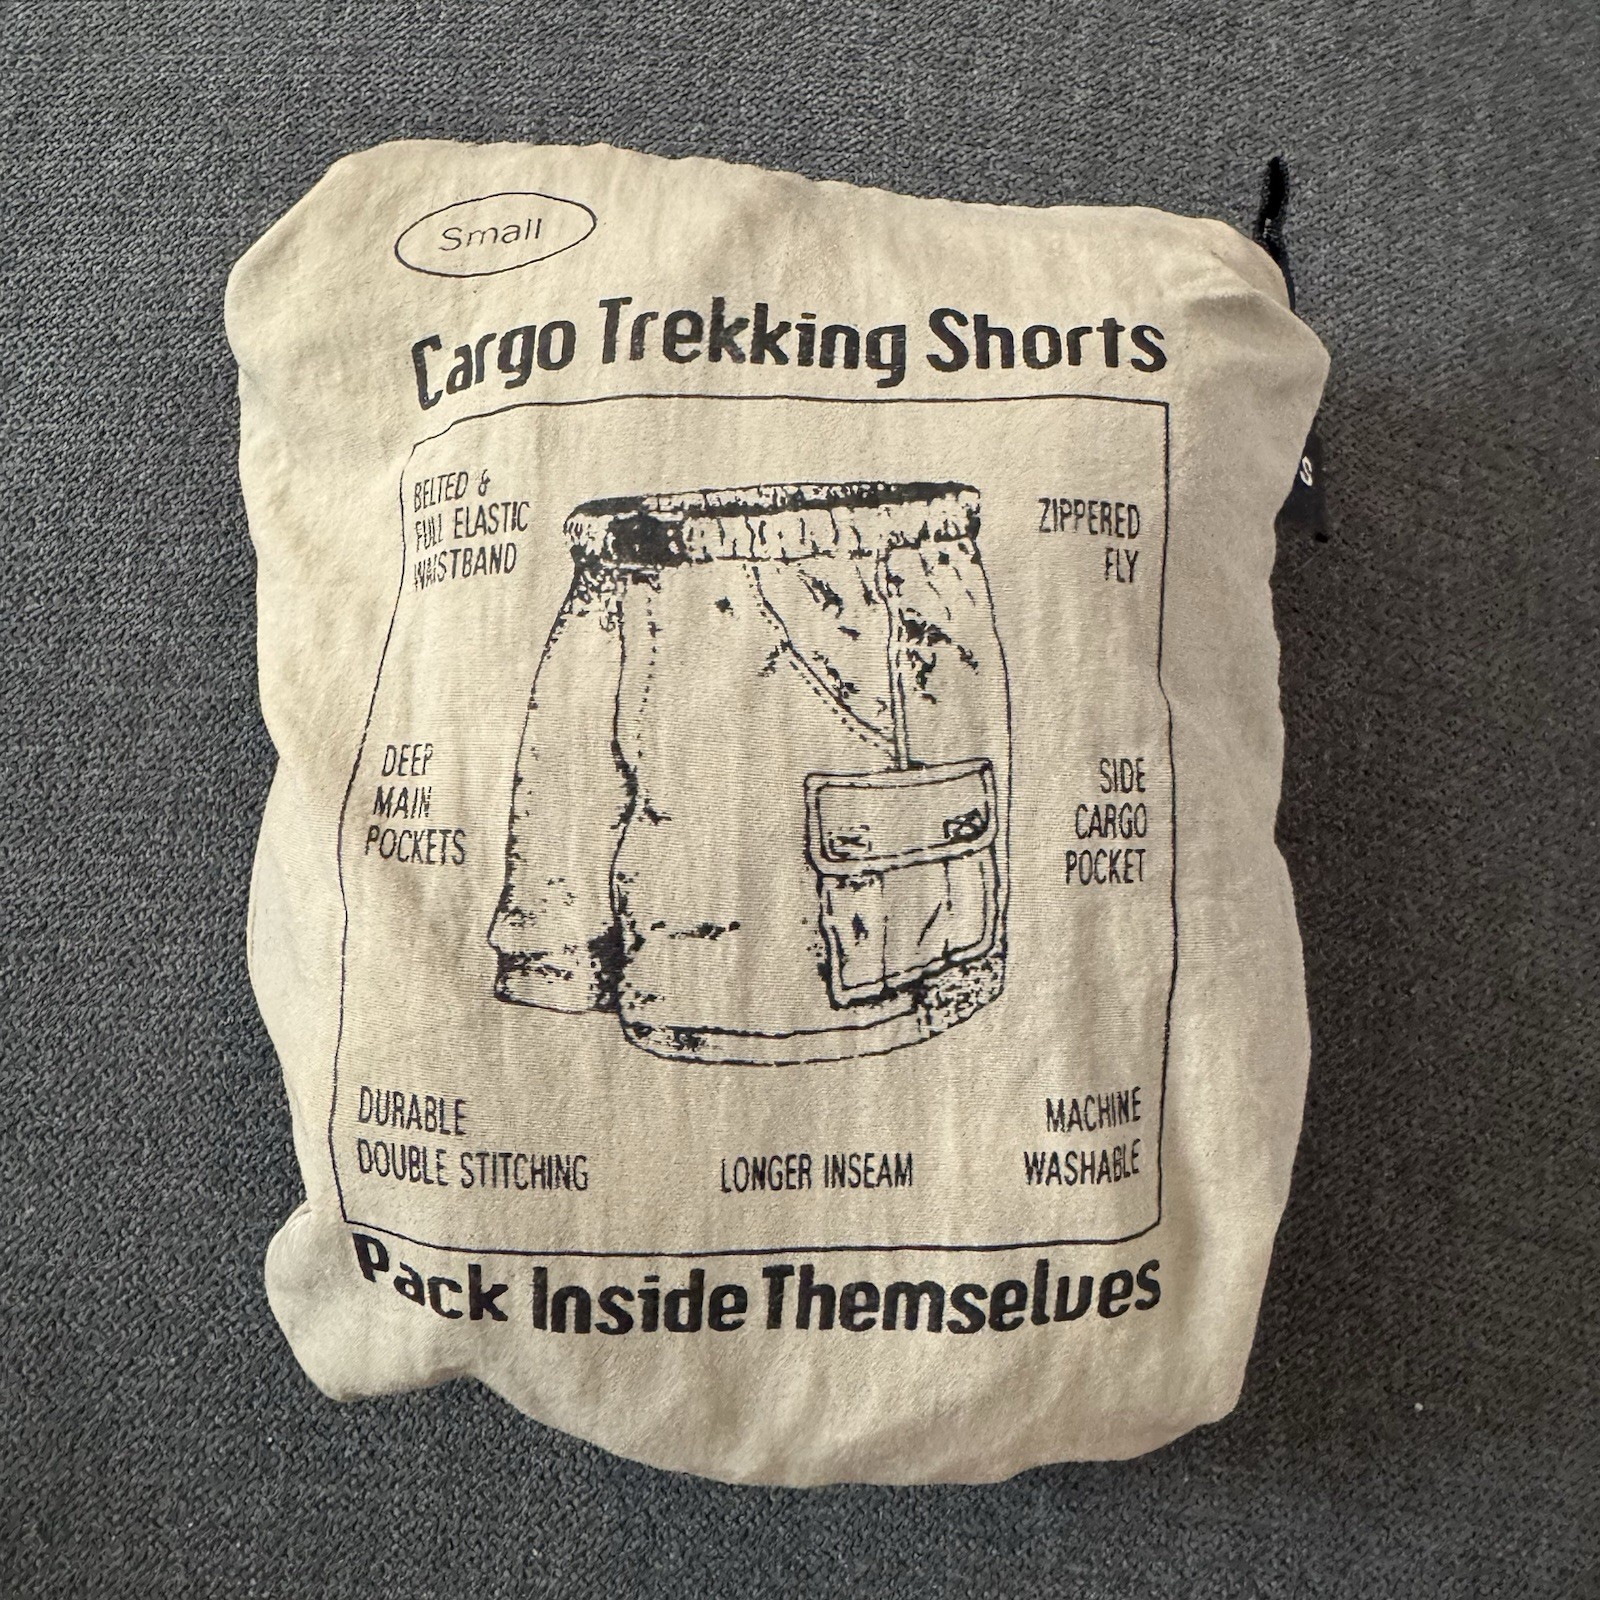 Small
Cargo Trekking Shorts
BELTED &
FULL ELASTIC
WAISTBAND
ZIPPERED
FLY
DEEP
MAIN
POCKETS
SIDE
CARGO
POCKET
DURABLE
DOUBLE STITCHING
LONGER INSEAM
MACHINE
WASHABLE
Pack Inside Themselves
S